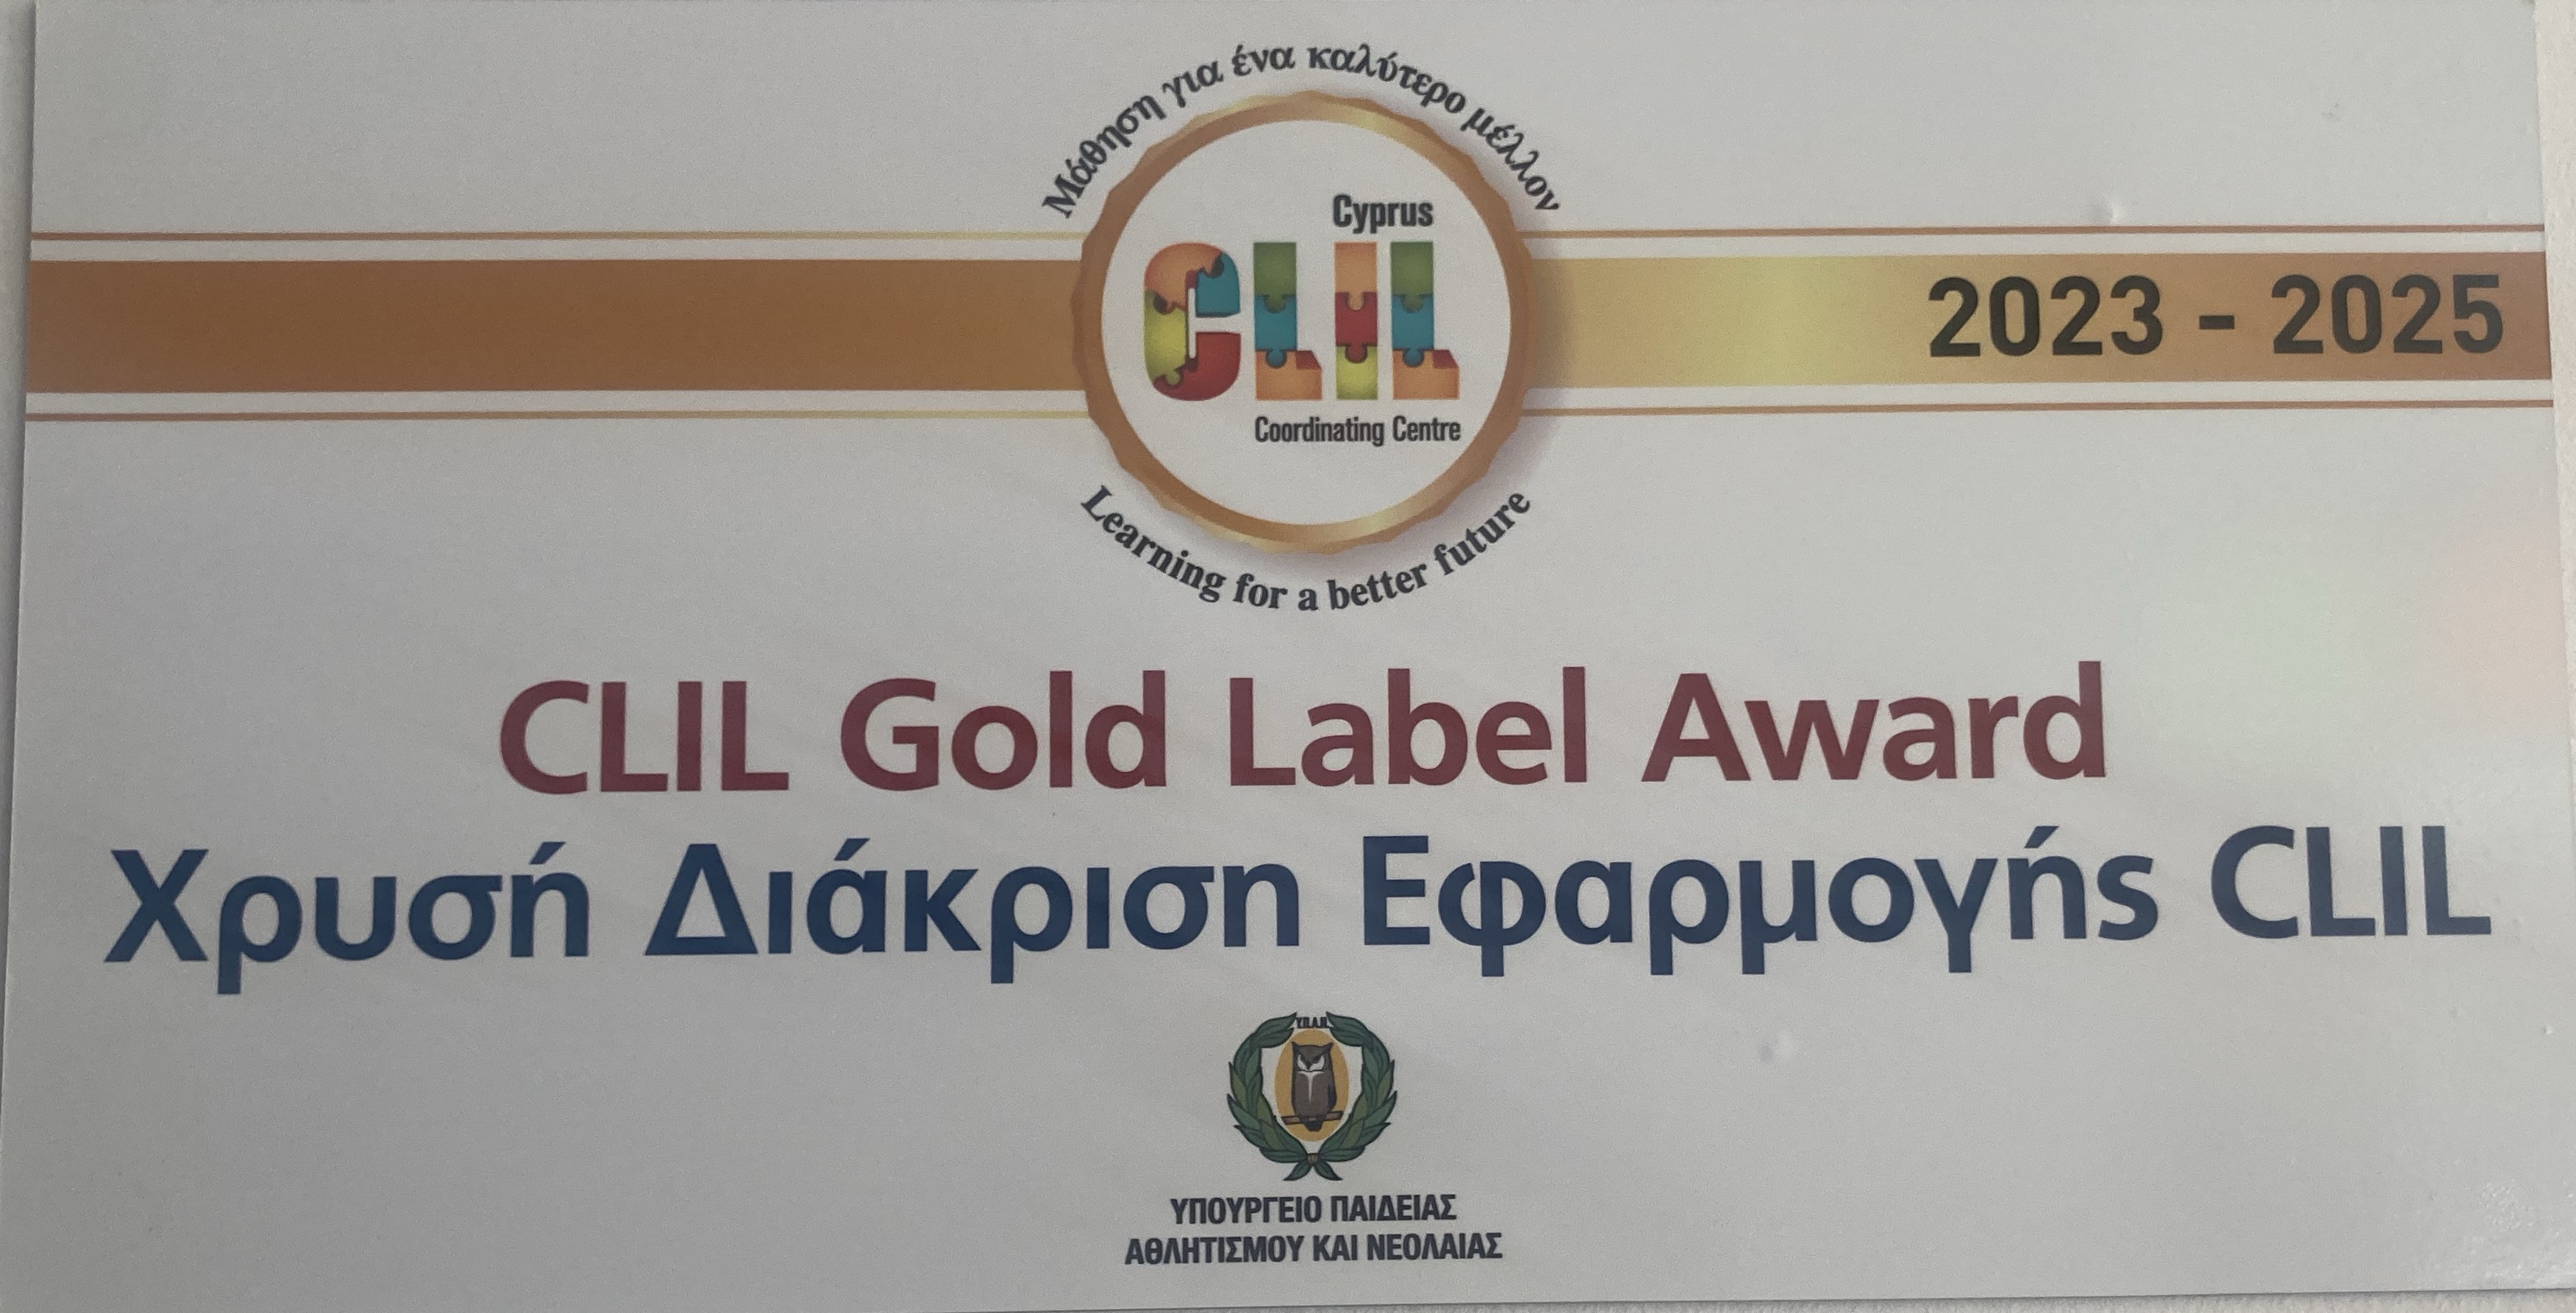 Μάθηση για ένα καλύτερο μέλλον
Cyprus
CLIL
Coordinating Centre
2023 - 2025
Learning for a better future
CLIL Gold Label Award
Χρυσή Διάκριση Εφαρμογής CLIL
Υ.Π.Α.Ν.
ΥΠΟΥΡΓΕΙΟ ΠΑΙΔΕΙΑΣ
ΑΘΛΗΤΙΣΜΟΥ ΚΑΙ ΝΕΟΛΑΙΑΣ